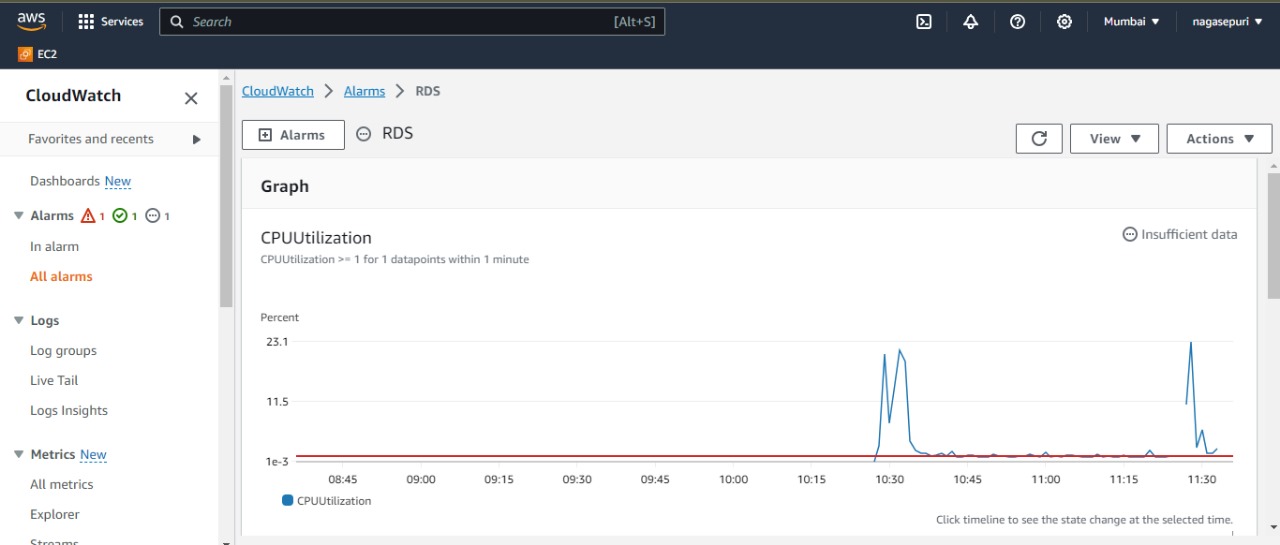 aws
Services
Search
[Alt+S]
Mumbai
nagasepuri
EC2
CloudWatch
Favorites and recents
Dashboards New
Alarms 1 1 1
In alarm
All alarms
Logs
Log groups
Live Tail
Logs Insights
Metrics New
All metrics
Explorer
Streams
CloudWatch > Alarms > RDS
Alarms
RDS
View
Actions
Graph
CPUUtilization
Insufficient data
CPUUtilization >= 1 for 1 datapoints within 1 minute
Percent
23.1
11.5
1e-3
08:45 09:00 09:15 09:30 09:45 10:00 10:15 10:30 10:45 11:00 11:15 11:30
CPUUtilization
Click timeline to see the state change at the selected time.